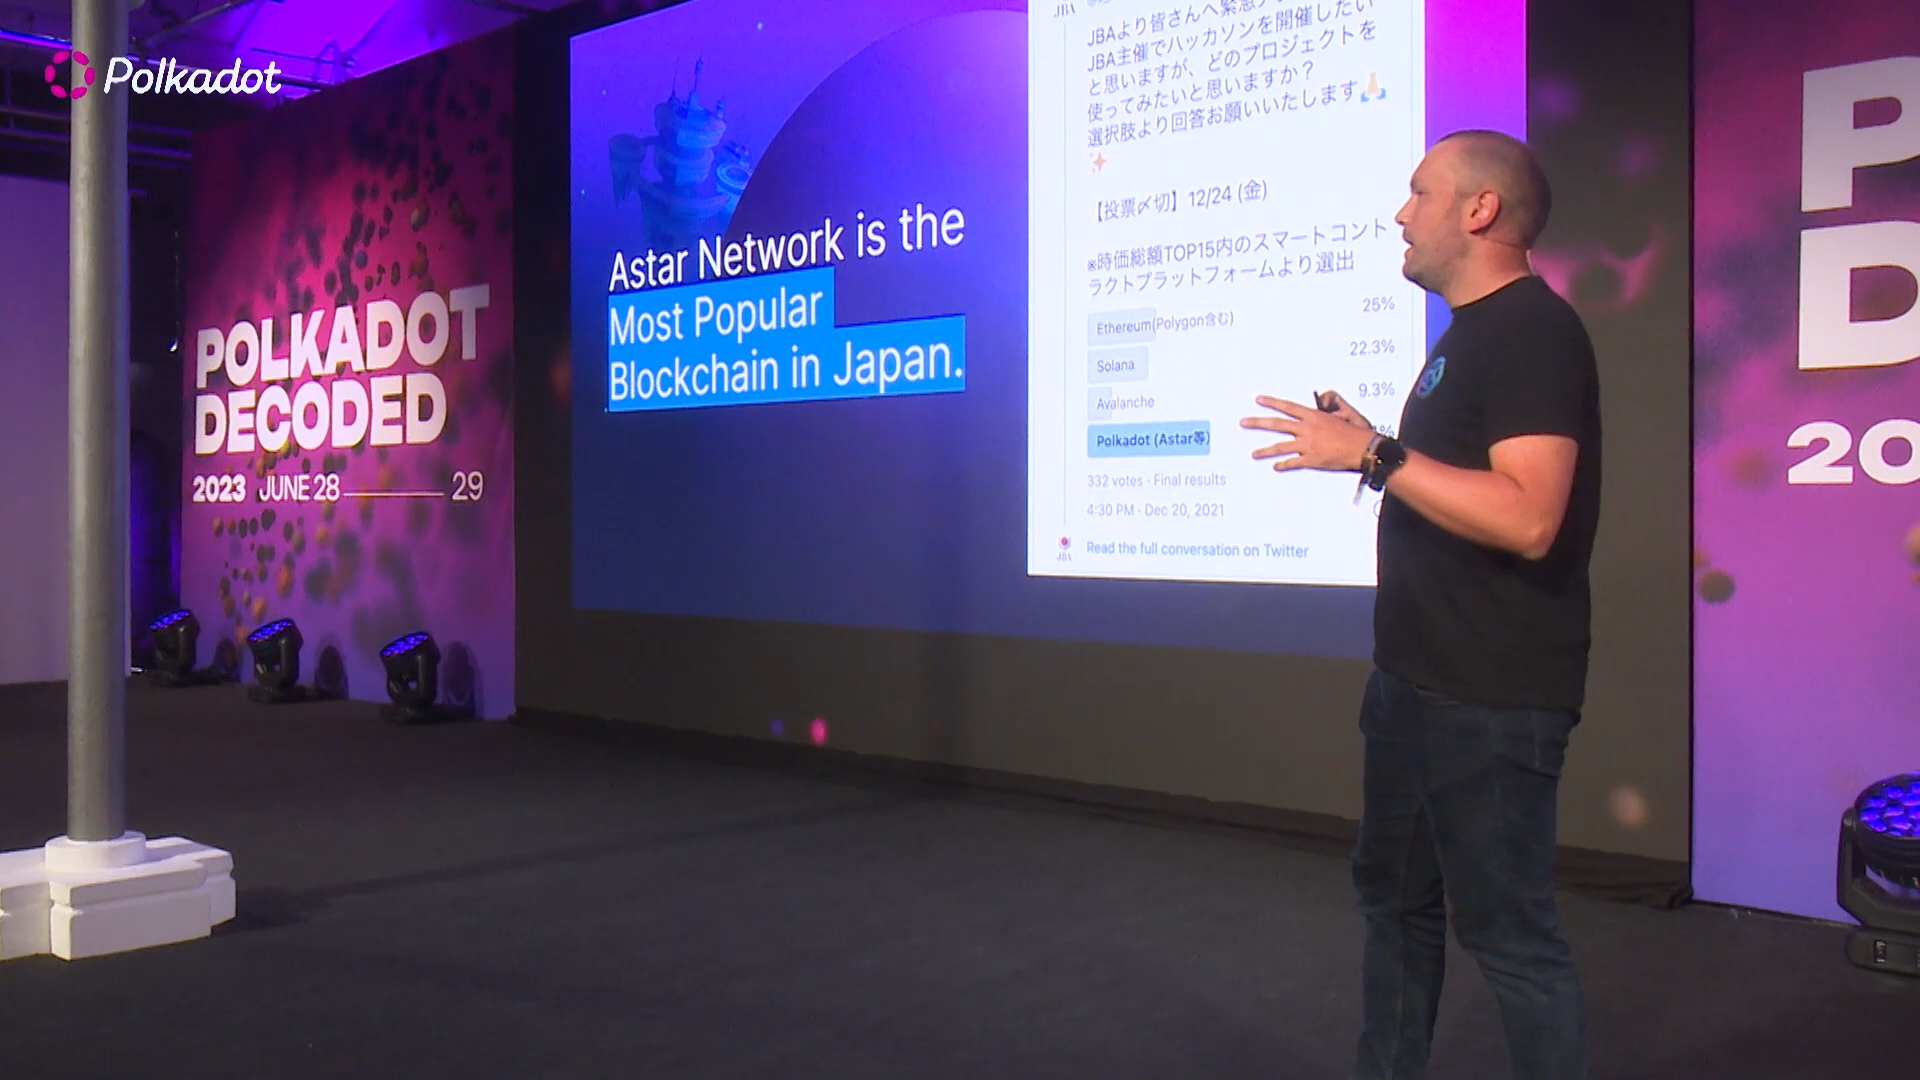 Polkadot
POLKADOT
DECODED
2023 JUNE 28 29
Astar Network is the
Most Popular
Blockchain in Japan.
JBA
JBAより皆さんへ緊急
JBA主催でハッカソンを開催したい
と思いますが、どのプロジェクトを
使ってみたいと思いますか？
選択肢より回答お願いいたします🙏
✨
【投票〆切】12/24 (金)
※時価総額TOP15内のスマートコント
ラクトプラットフォームより選出
Ethereum(Polygon含む) 25%
Solana 22.3%
Avalanche 9.3%
Polkadot (Astar等) %
332 votes · Final results
4:30 PM · Dec 20, 2021
JBA Read the full conversation on Twitter
P
D
20